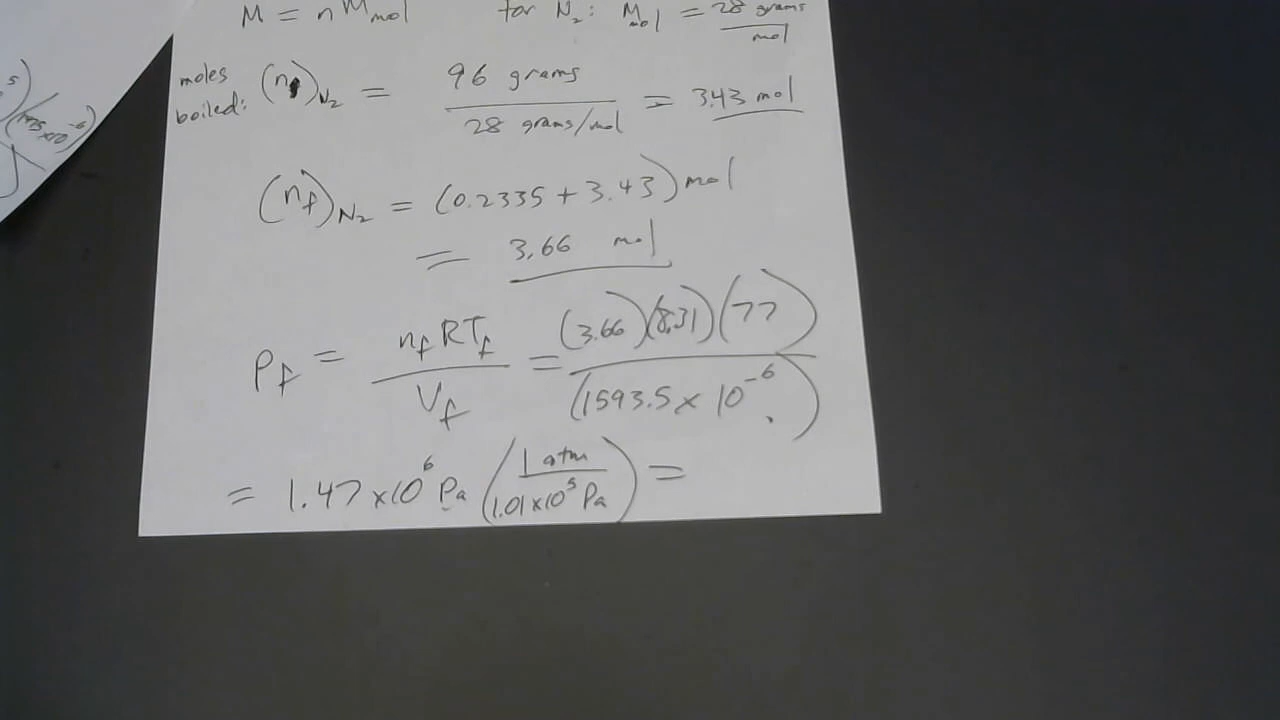 M = n M_mol for N₂: M_mol = 28 grams / mol
moles boiled: (n)_N₂ = 96 grams / 28 grams/mol = 3.43 mol
(n_f)_N₂ = (0.2335 + 3.43) mol
= 3.66 mol
P_f = n_f R T_f / V_f = (3.66)(8.31)(77) / (1593.5 × 10⁻⁶)
= 1.47 × 10⁶ Pa (1 atm / 1.01 × 10⁵ Pa) =